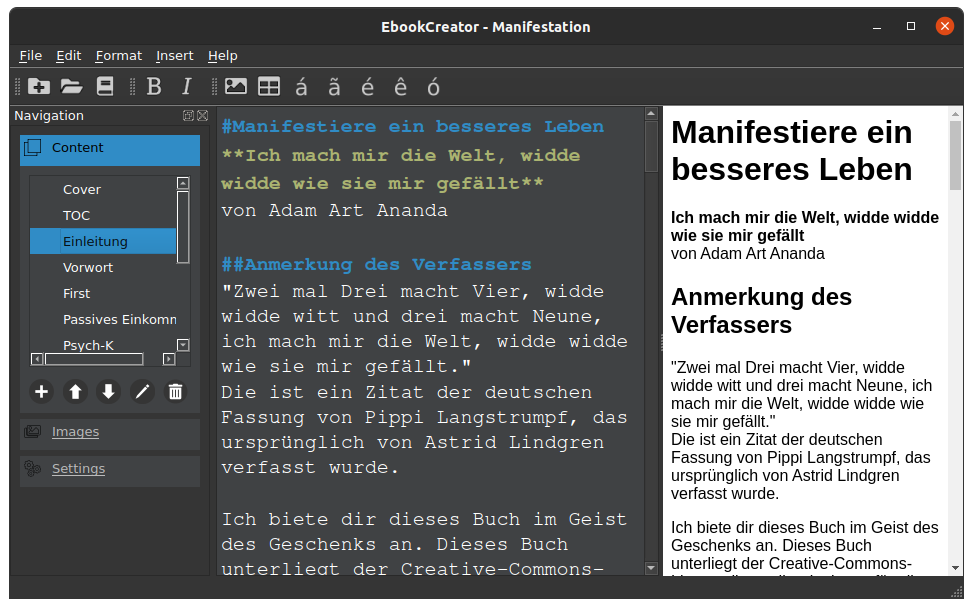 EbookCreator - Manifestation
File Edit Format Insert Help
B I á ã é ê ó
Navigation
Content
Cover
TOC
Einleitung
Vorwort
First
Passives Einkomm
Psych-K
Images
Settings
#Manifestiere ein besseres Leben
**Ich mach mir die Welt, widde
widde wie sie mir gefällt**
von Adam Art Ananda
##Anmerkung des Verfassers
"Zwei mal Drei macht Vier, widde
widde witt und drei macht Neune,
ich mach mir die Welt, widde widde
wie sie mir gefällt."
Die ist ein Zitat der deutschen
Fassung von Pippi Langstrumpf, das
ursprünglich von Astrid Lindgren
verfasst wurde.
Ich biete dir dieses Buch im Geist
des Geschenks an. Dieses Buch
unterliegt der Creative-Commons-
Manifestiere ein
besseres Leben
Ich mach mir die Welt, widde widde
wie sie mir gefällt
von Adam Art Ananda
Anmerkung des
Verfassers
"Zwei mal Drei macht Vier, widde
widde witt und drei macht Neune, ich
mach mir die Welt, widde widde wie
sie mir gefällt."
Die ist ein Zitat der deutschen
Fassung von Pippi Langstrumpf, das
ursprünglich von Astrid Lindgren
verfasst wurde.
Ich biete dir dieses Buch im Geist des
Geschenks an. Dieses Buch
unterliegt der Creative-Commons-